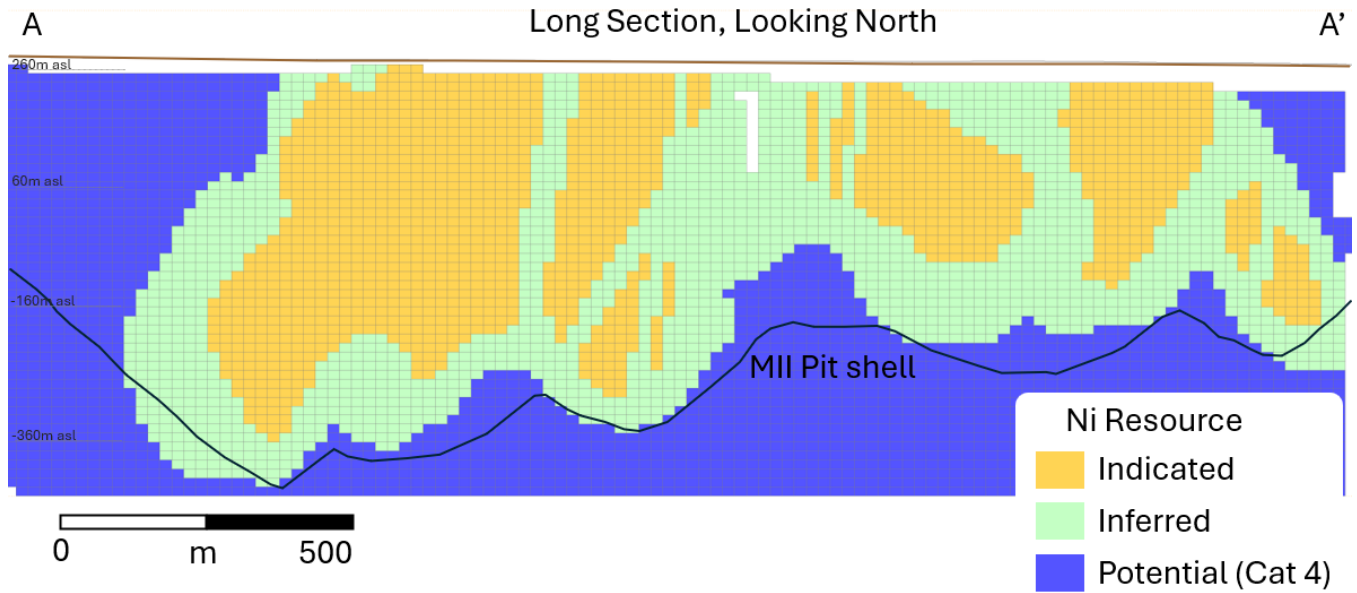 A
Long Section, Looking North
A’
260m asl
60m asl
-160m asl
MII Pit shell
-360m asl
Ni Resource
Indicated
Inferred
Potential (Cat 4)
0
m
500